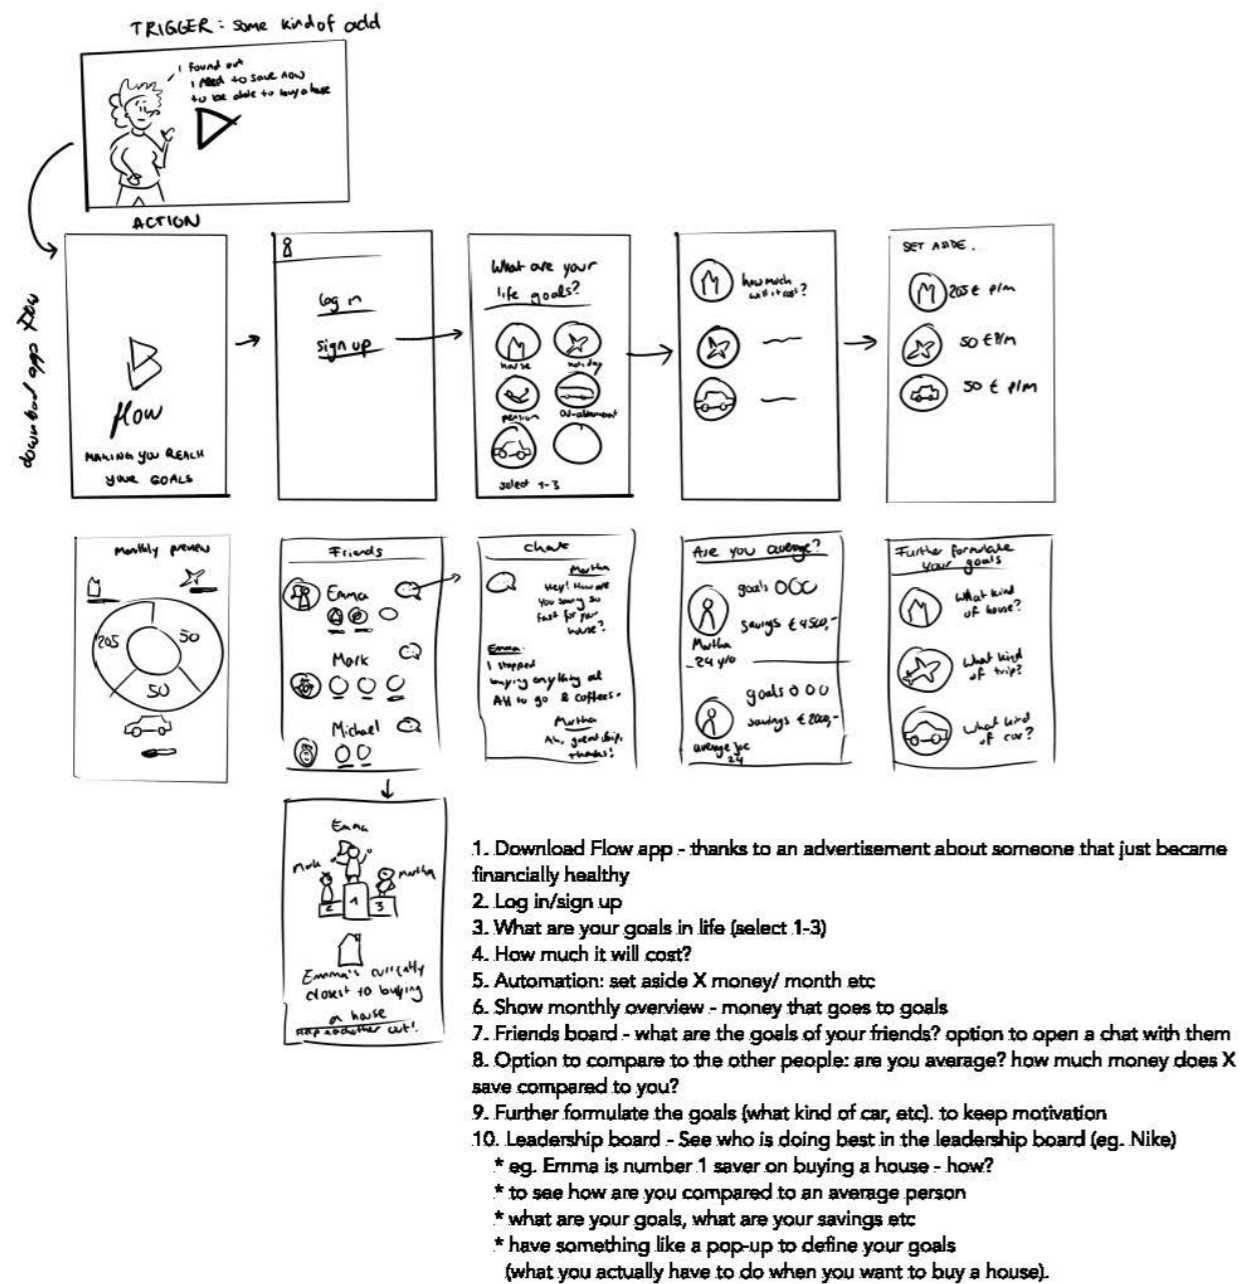 TRIGGER: some kind of add
I found out
I need to save now
to be able to buy a house
ACTION
download app flow
flow
MAKING YOU REACH
YOUR GOALS
log in
sign up
What are your
life goals?
house
holiday
pension
select 1-3
how much
will it cost?
SET ASIDE.
205 € p/m
50 € p/m
50 € p/m
Monthly preview
205
50
50
Friends
Emma
Mark
Michael
Chat
Martha
Hey! How are
you saving so
fast for your
house?
Emma
I stopped
buying anything at
AH to go & coffees.
Martha
Ah, great
thanks!
Are you average?
goals
savings € 4500,-
Martha
24 y/o
goals
savings € 2000,-
average joe
24
Further formulate
your goals
What kind
of house?
What kind
of trip?
What kind
of car?
Emma
Mark
Martha
2 1 3
Emma's currently
closest to buying
a house
1. Download Flow app - thanks to an advertisement about someone that just became
financially healthy
2. Log in/sign up
3. What are your goals in life (select 1-3)
4. How much it will cost?
5. Automation: set aside X money/ month etc
6. Show monthly overview - money that goes to goals
7. Friends board - what are the goals of your friends? option to open a chat with them
8. Option to compare to the other people: are you average? how much money does X
save compared to you?
9. Further formulate the goals (what kind of car, etc). to keep motivation
10. Leadership board - See who is doing best in the leadership board (eg. Nike)
* eg. Emma is number 1 saver on buying a house - how?
* to see how are you compared to an average person
* what are your goals, what are your savings etc
* have something like a pop-up to define your goals
(what you actually have to do when you want to buy a house).